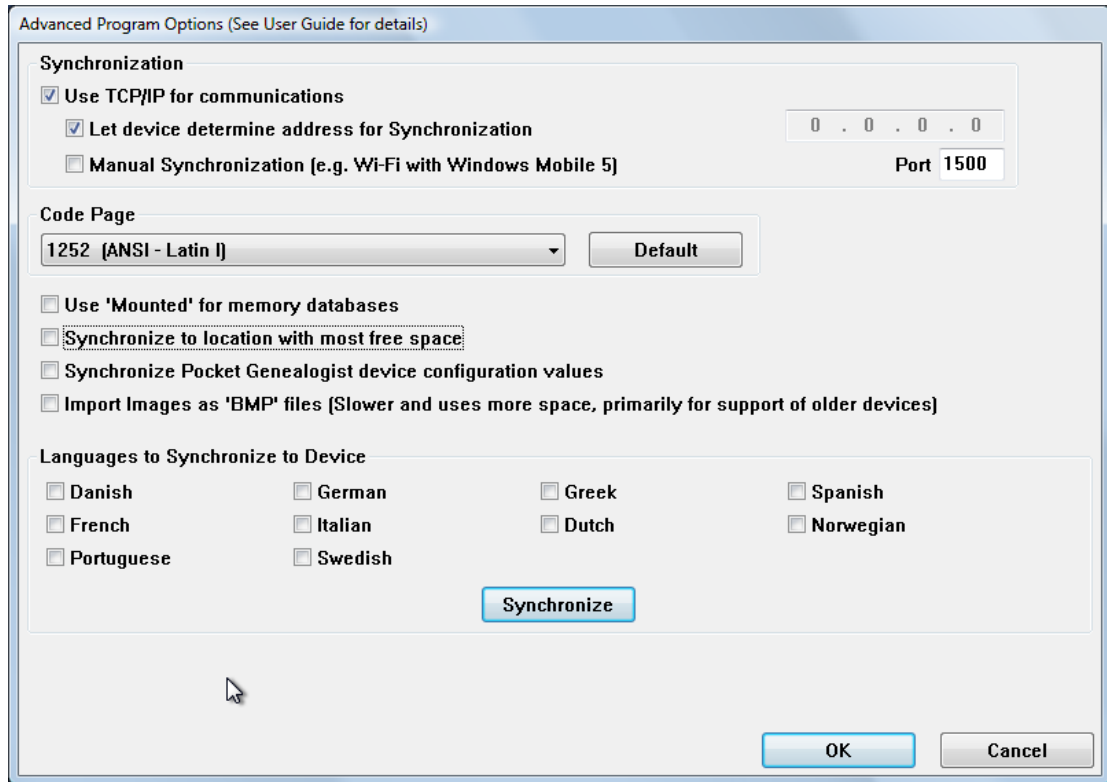 Advanced Program Options (See User Guide for details)
Synchronization
Use TCP/IP for communications
Let device determine address for Synchronization
0 . 0 . 0 . 0
Manual Synchronization (e.g. Wi-Fi with Windows Mobile 5)
Port 1500
Code Page
1252 (ANSI - Latin I)
Default
Use 'Mounted' for memory databases
Synchronize to location with most free space
Synchronize Pocket Genealogist device configuration values
Import Images as 'BMP' files (Slower and uses more space, primarily for support of older devices)
Languages to Synchronize to Device
Danish German Greek Spanish
French Italian Dutch Norwegian
Portuguese Swedish
Synchronize
OK Cancel